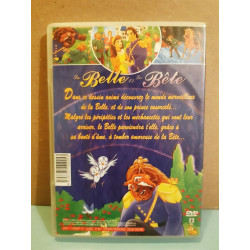 La Belle et la Bête
Dans ce dessin animé découvrez le monde merveilleux
de la Belle, et de son prince ensorcelé...
Malgré les péripéties et les méchancetés qui vont leur
arriver, la Belle parviendra t'elle, grâce à
sa bonté d'âme, à tomber amoureuse de la Bête...
DVD